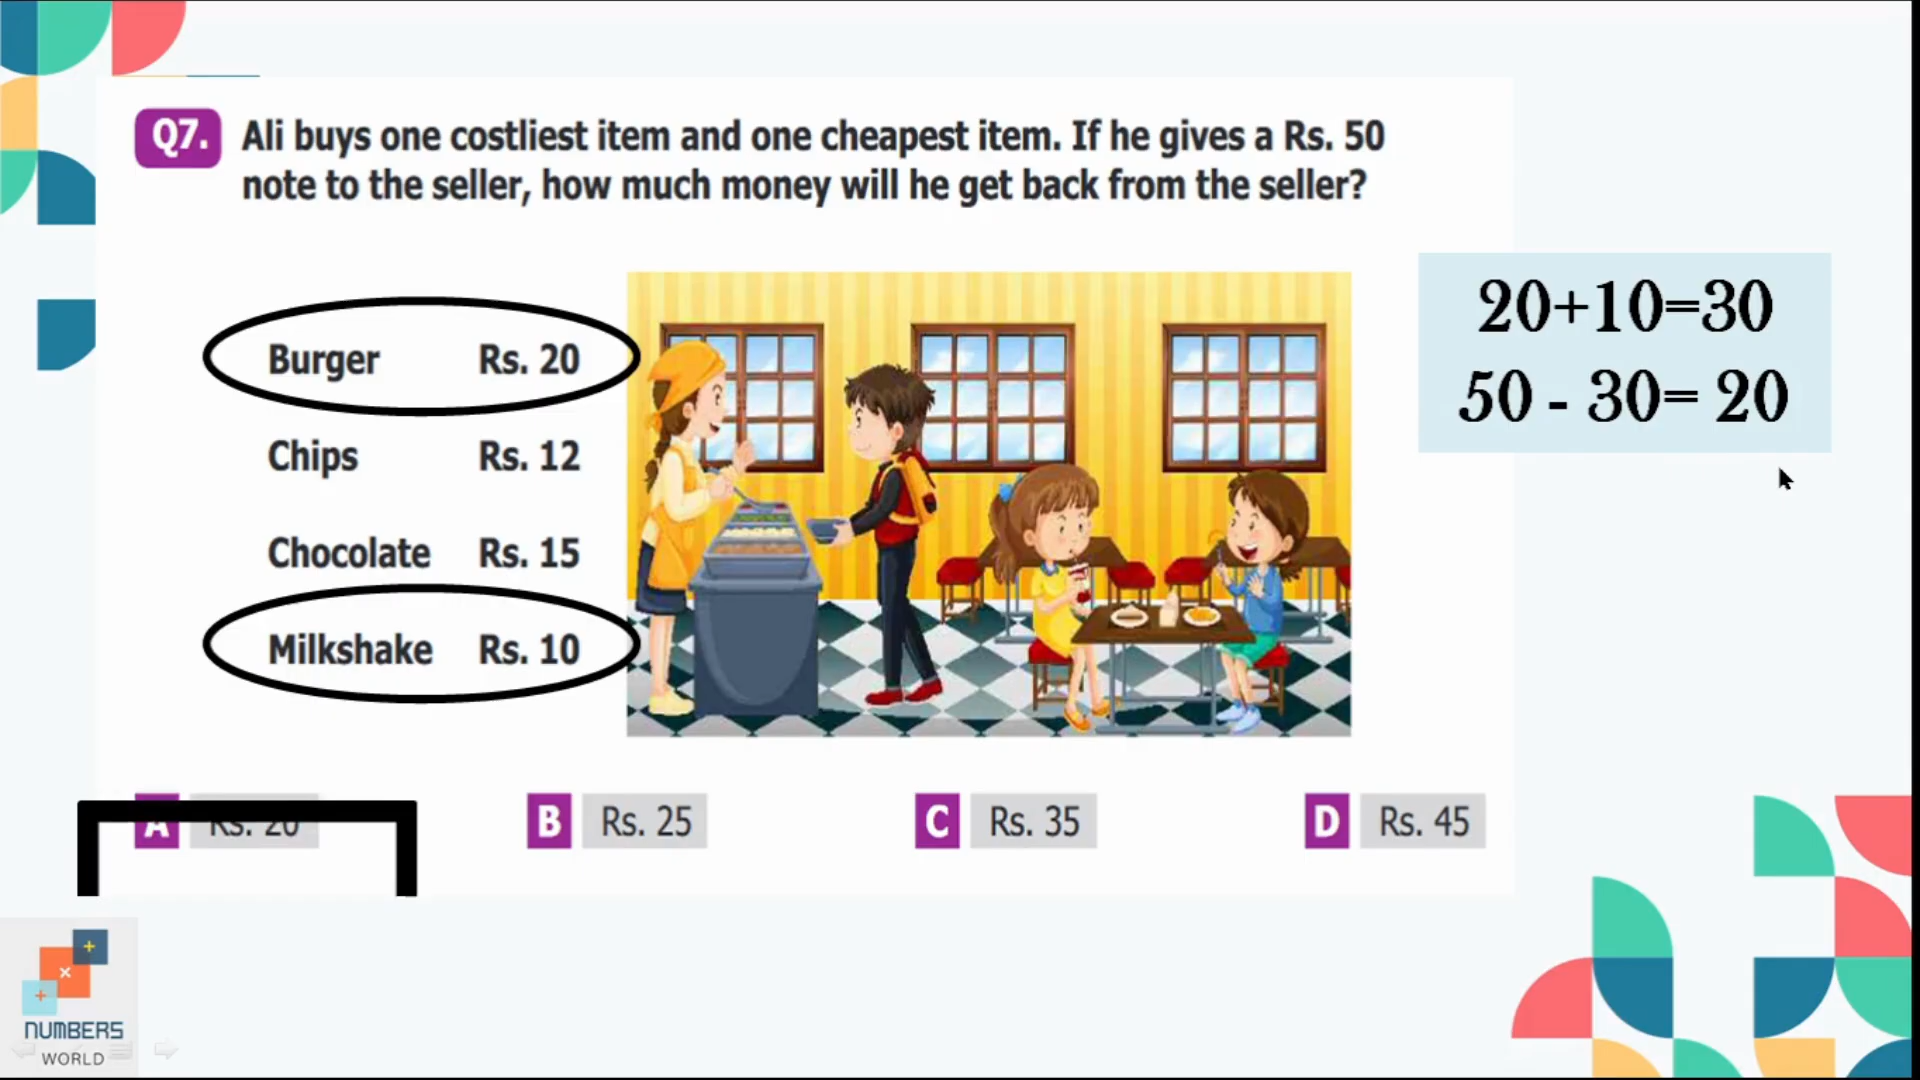 Q7. Ali buys one costliest item and one cheapest item. If he gives a Rs. 50
note to the seller, how much money will he get back from the seller?
20+10=30
50 - 30= 20
Burger Rs. 20
Chips Rs. 12
Chocolate Rs. 15
Milkshake Rs. 10
A Rs. 20 B Rs. 25 C Rs. 35 D Rs. 45
NUMBERS
WORLD